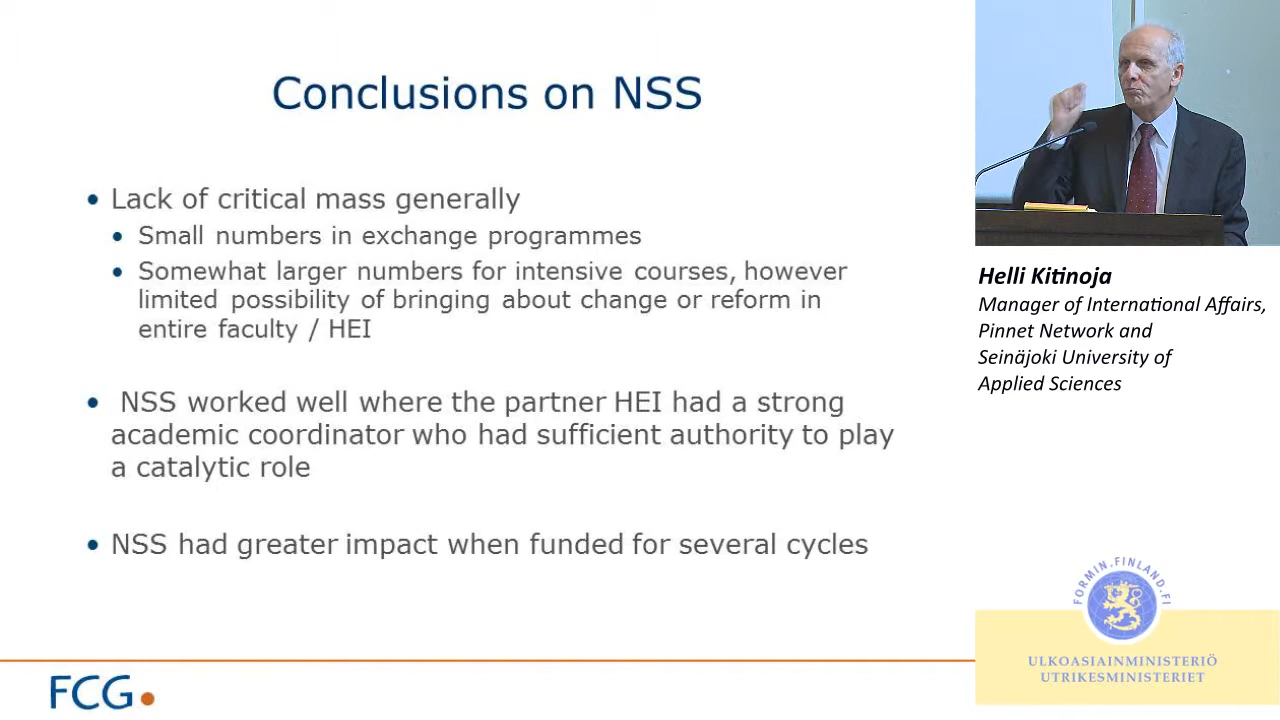 Conclusions on NSS
• Lack of critical mass generally
• Small numbers in exchange programmes
• Somewhat larger numbers for intensive courses, however
limited possibility of bringing about change or reform in
entire faculty / HEI
• NSS worked well where the partner HEI had a strong
academic coordinator who had sufficient authority to play
a catalytic role
• NSS had greater impact when funded for several cycles
FCG.
Helli Kitinoja
Manager of International Affairs,
Pinnet Network and
Seinäjoki University of
Applied Sciences
FORMIN.FINLAND.FI
ULKOASIAINMINISTERIÖ
UTRIKESMINISTERIET